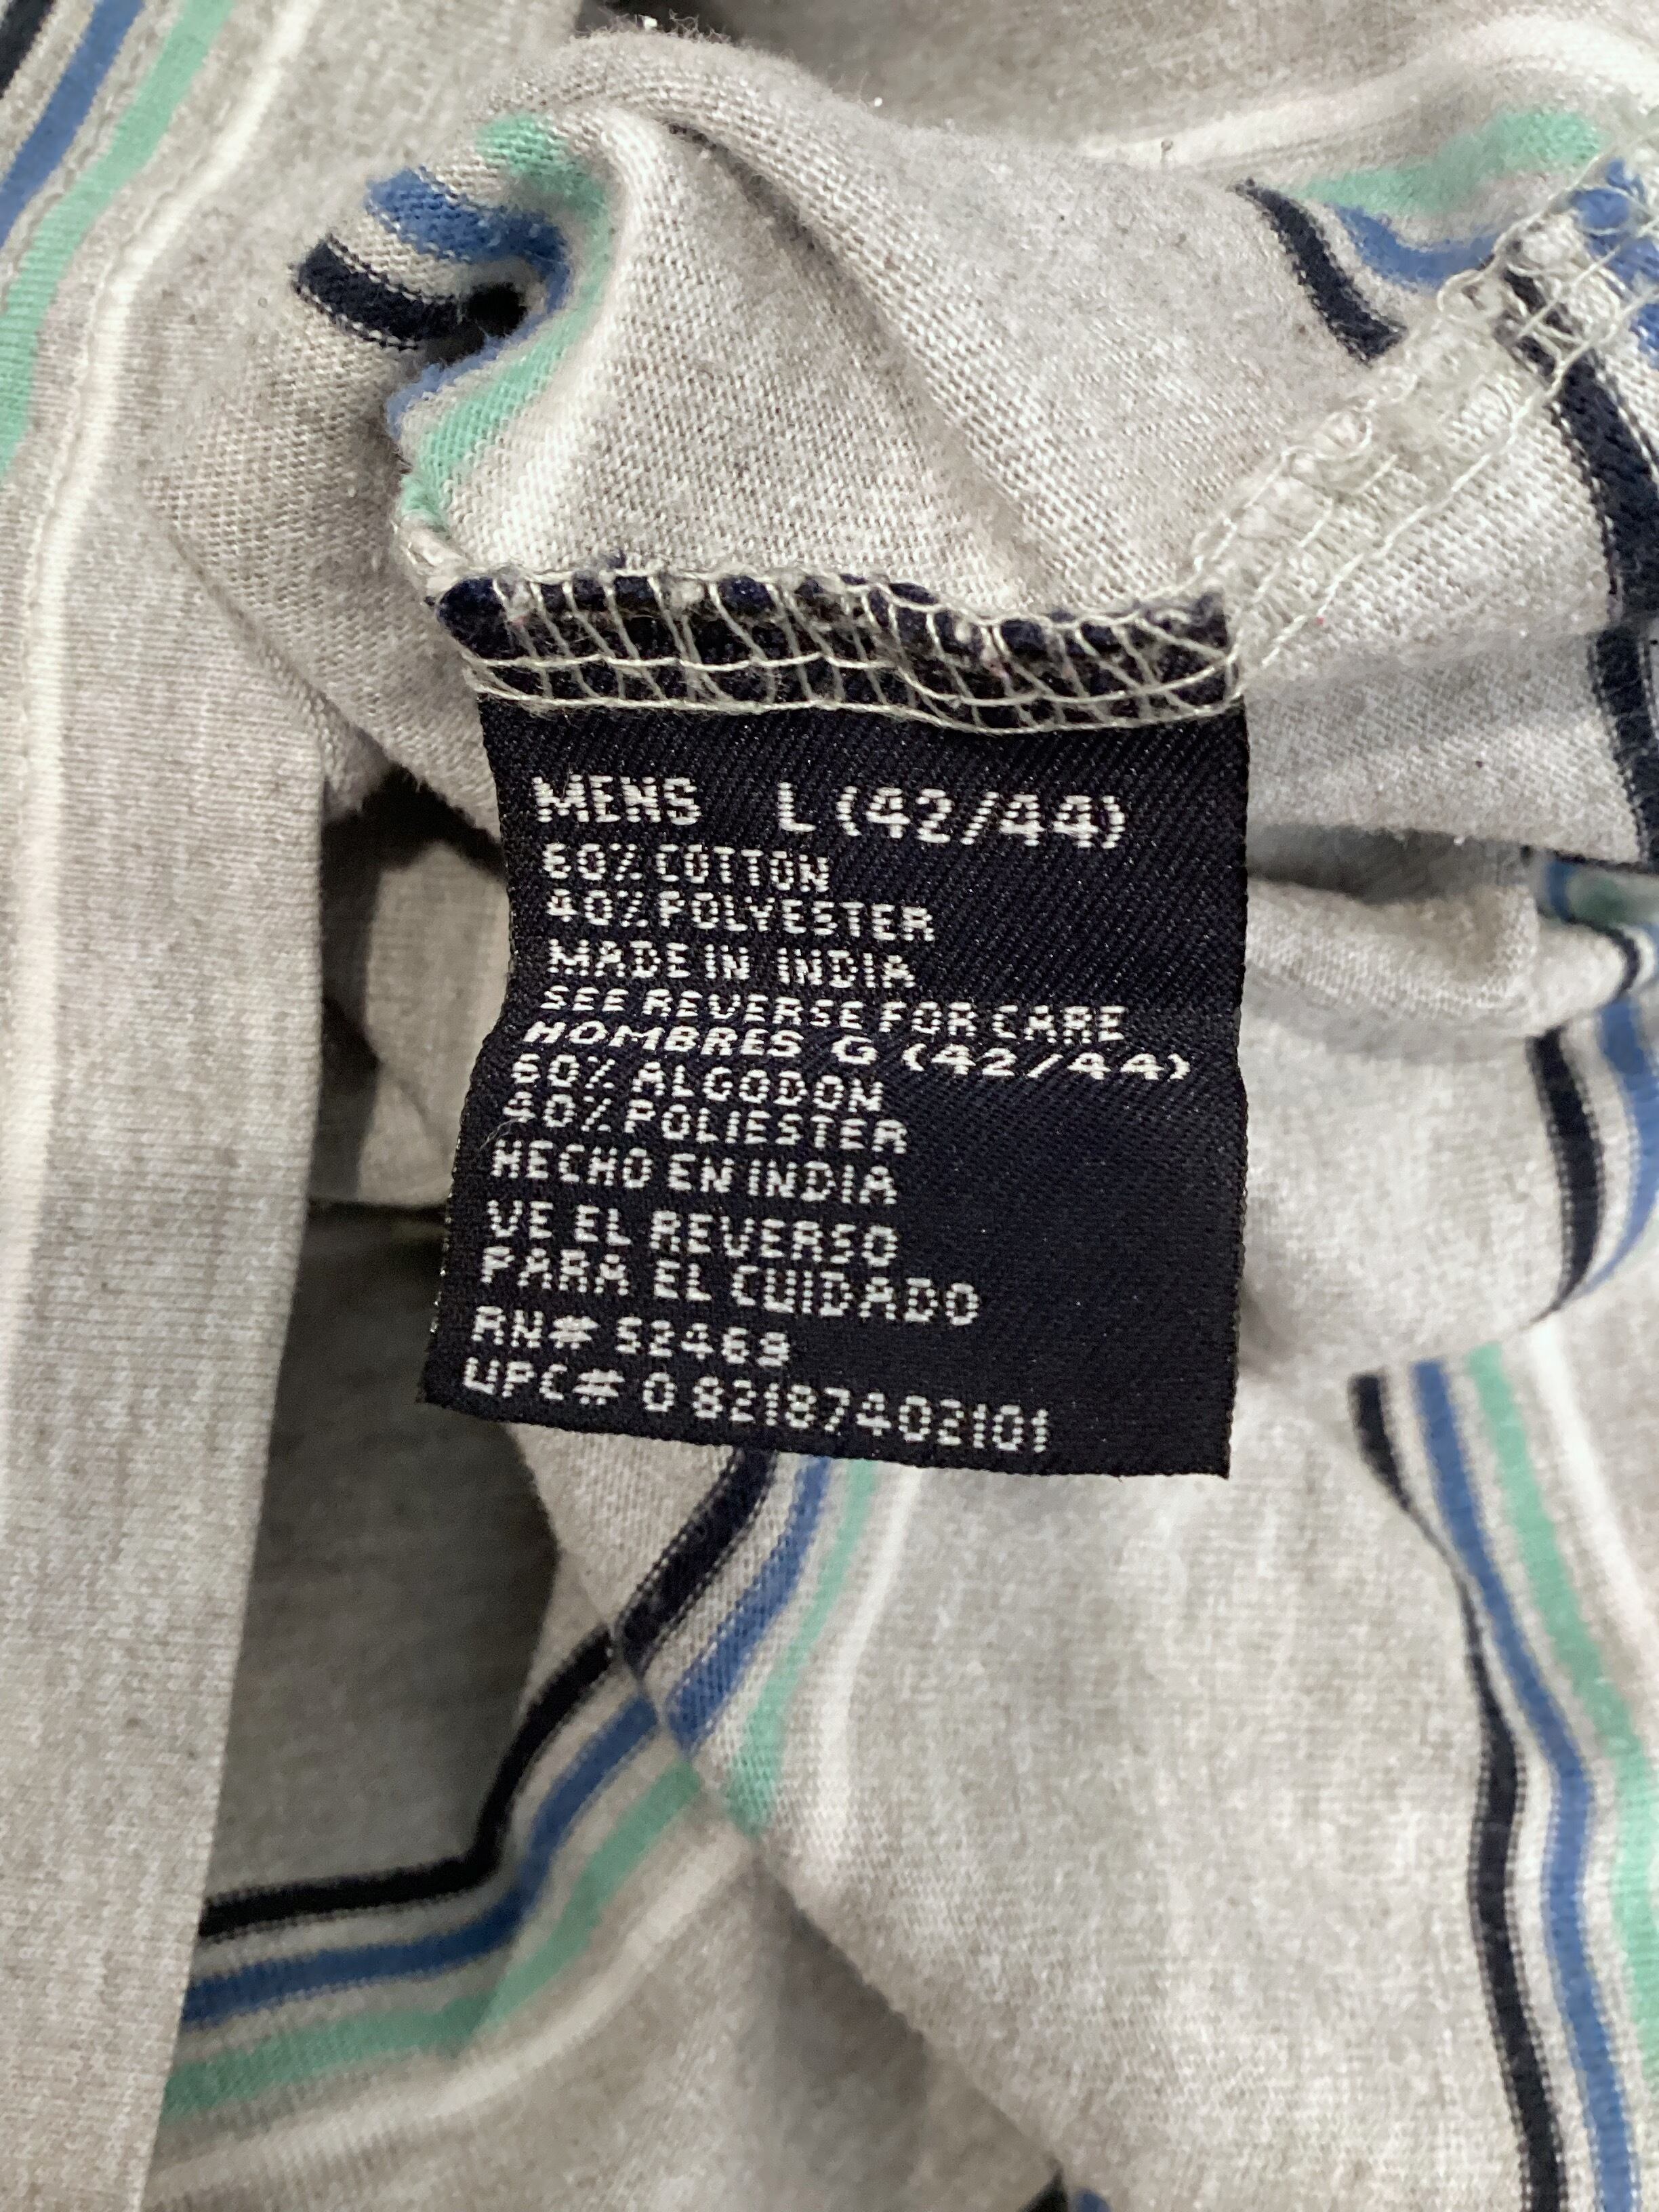 MENS L (42/44)
60% COTTON
40% POLYESTER
MADE IN INDIA
SEE REVERSE FOR CARE
HOMBRES G (42/44)
60% ALGODON
40% POLIESTER
HECHO EN INDIA
VE EL REVERSO
PARA EL CUIDADO
RN# 52469
UPC# 0 82187402101